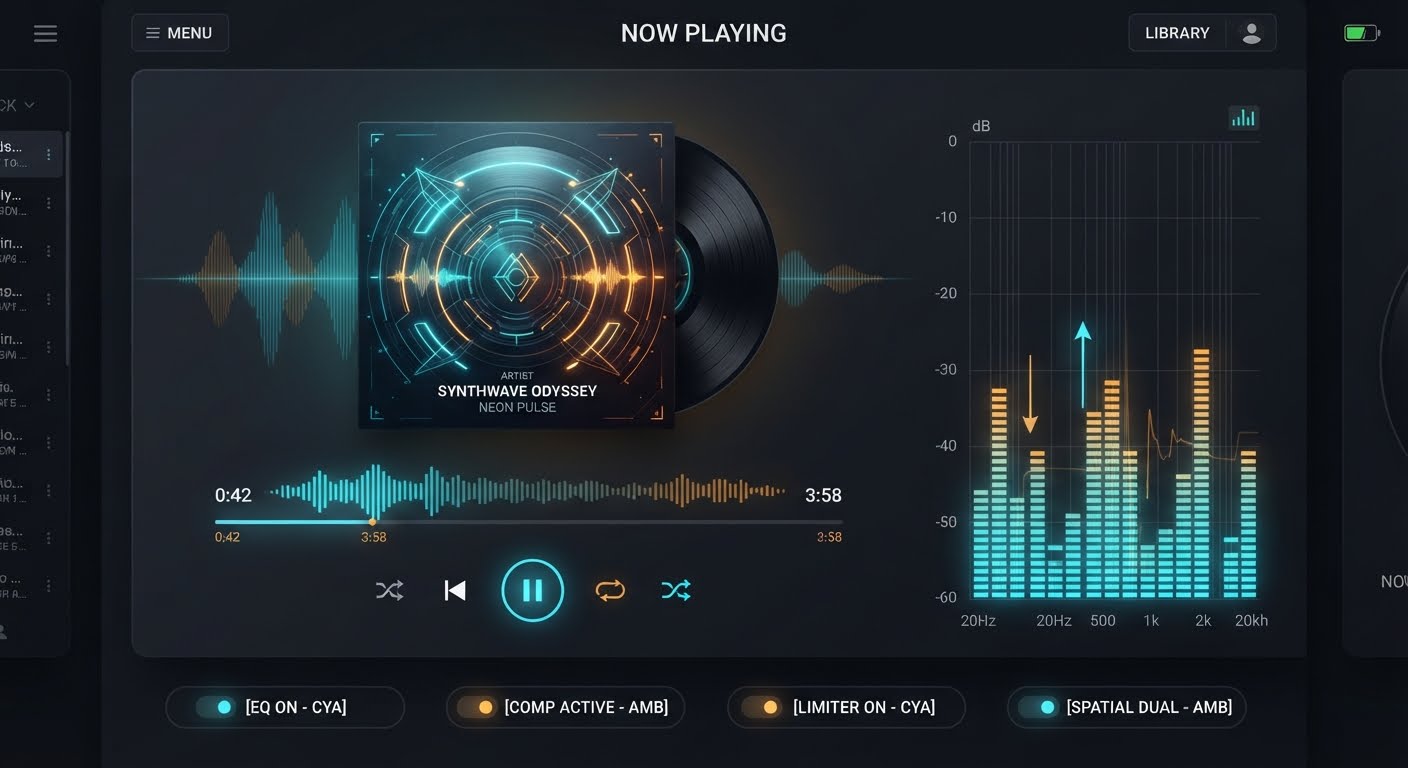 MENU
NOW PLAYING
LIBRARY
ARTIST
SYNTHWAVE ODYSSEY
NEON PULSE
0:42
3:58
0:42
3:58
3:58
dB
0
-10
-20
-30
-40
-50
-60
20Hz
20Hz
500
1k
2k
20kh
[EQ ON - CYA]
[COMP ACTIVE - AMB]
[LIMITER ON - CYA]
[SPATIAL DUAL - AMB]